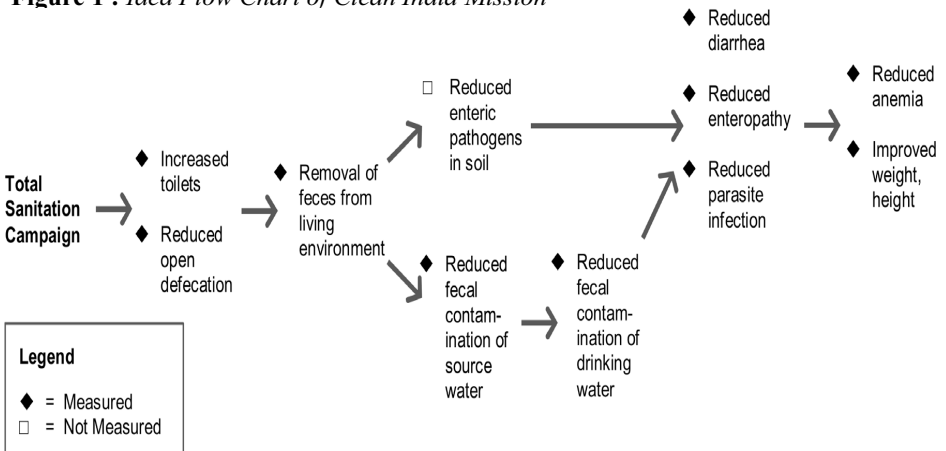 Figure 1 : Idea Flow Chart of Clean India Mission
Total
Sanitation
Campaign
◆ Increased
toilets
◆ Reduced
open
defecation
◆ Removal of
feces from
living
environment
□ Reduced
enteric
pathogens
in soil
◆ Reduced
fecal
contam-
ination of
source
water
◆ Reduced
fecal
contam-
ination of
drinking
water
◆ Reduced
diarrhea
◆ Reduced
enteropathy
◆ Reduced
parasite
infection
◆ Reduced
anemia
◆ Improved
weight,
height
Legend
◆ = Measured
□ = Not Measured